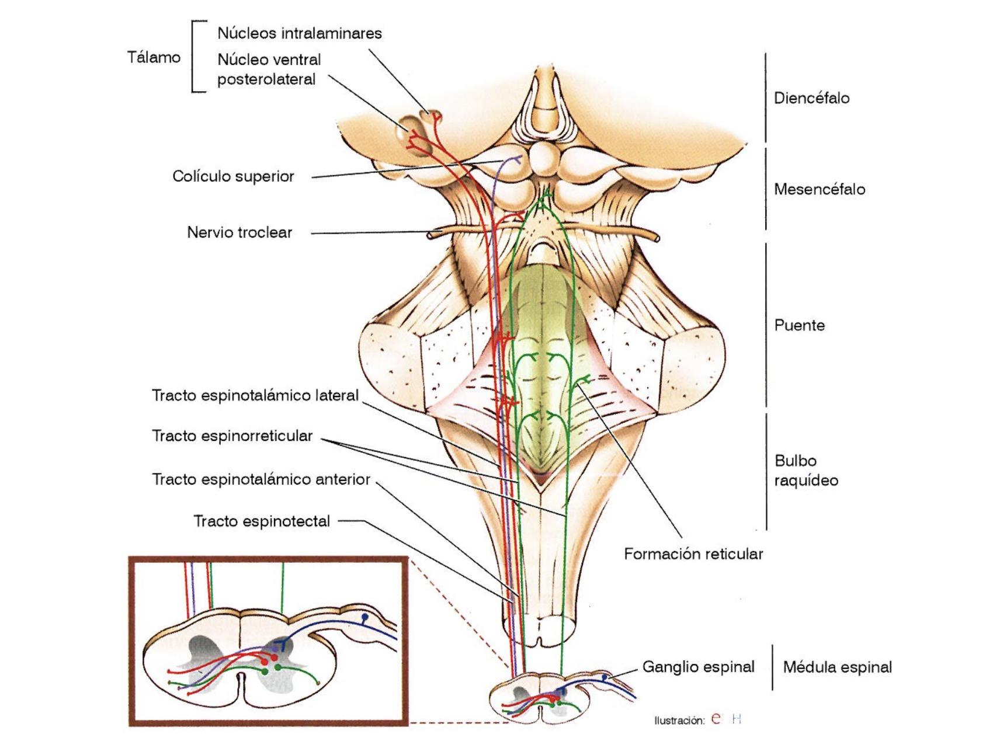 Núcleos intralaminares
Tálamo
Núcleo ventral
posterolateral
Diencéfalo
Colículo superior
Mesencéfalo
Nervio troclear
Puente
Tracto espinotalámico lateral
Tracto espinorreticular
Bulbo
raquídeo
Tracto espinotalámico anterior
Tracto espinotectal
Formación reticular
Ganglio espinal
Médula espinal
Ilustración: e H